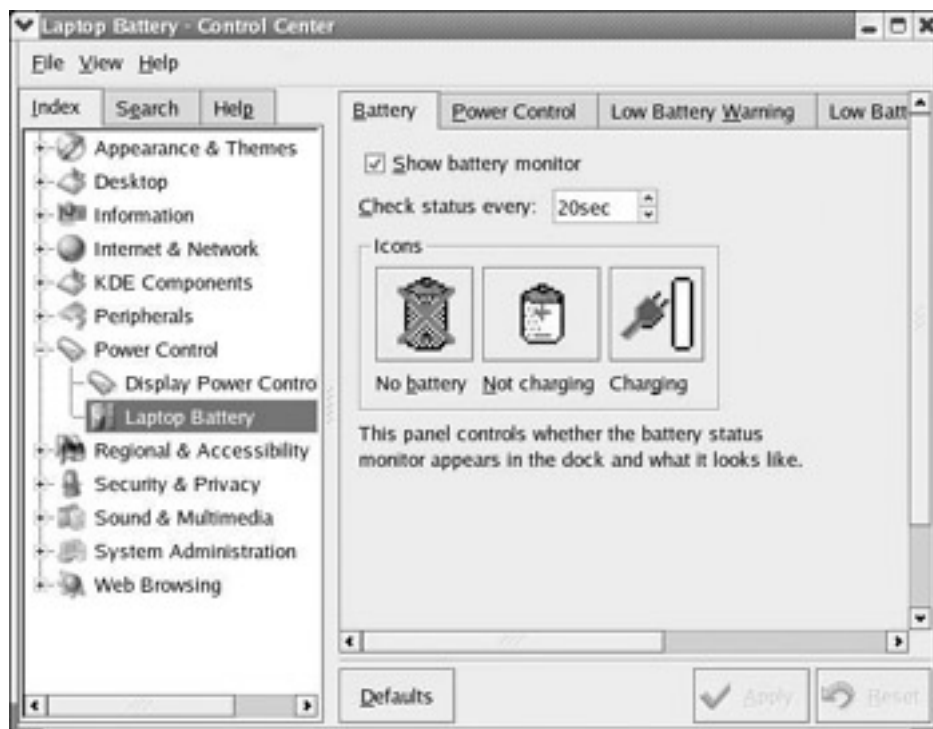 Laptop Battery - Control Center
File View Help
Index Search Help
Appearance & Themes
Desktop
Information
Internet & Network
KDE Components
Peripherals
Power Control
Display Power Contro
Laptop Battery
Regional & Accessibility
Security & Privacy
Sound & Multimedia
System Administration
Web Browsing
Battery Power Control Low Battery Warning Low Batt
Show battery monitor
Check status every: 20sec
Icons
No battery Not charging Charging
This panel controls whether the battery status
monitor appears in the dock and what it looks like.
Defaults Apply Reset